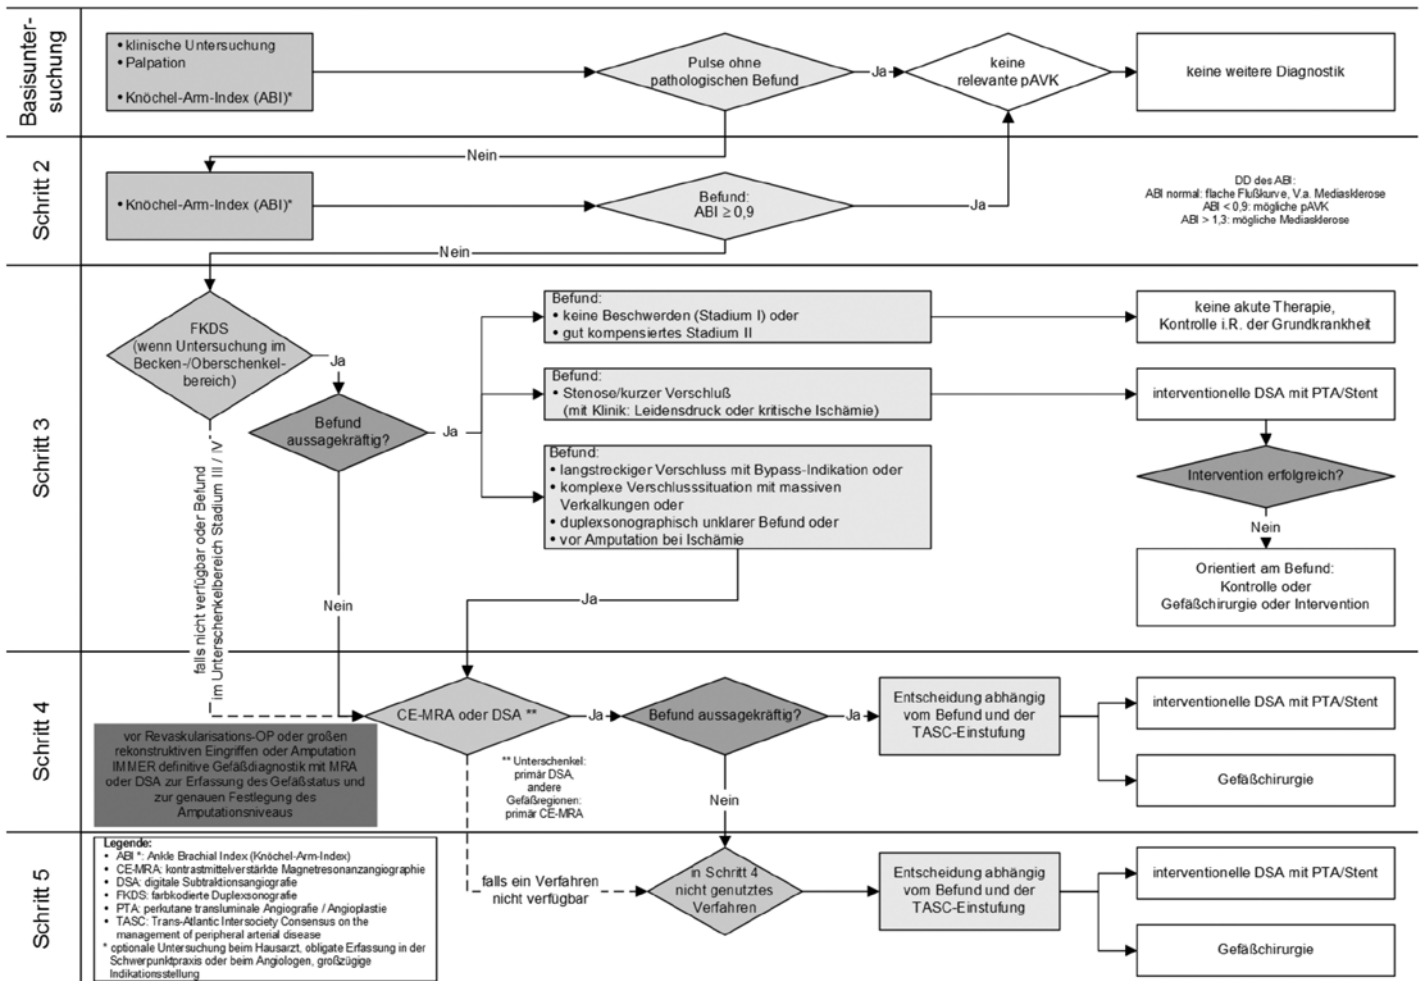 Basisunter-
suchung
• klinische Untersuchung
• Palpation
• Knöchel-Arm-Index (ABI)*
Pulse ohne
pathologischen Befund
Ja
keine
relevante pAVK
keine weitere Diagnostik
Schritt 2
Nein
• Knöchel-Arm-Index (ABI)*
Befund:
ABI ≥ 0,9
Ja
DD des ABI:
ABI normal: flache Flußkurve, V.a. Mediasklerose
ABI < 0,9: mögliche pAVK
ABI > 1,3: mögliche Mediasklerose
Nein
Schritt 3
FKDS
(wenn Untersuchung im
Becken-/Oberschenkel-
bereich)
Ja
Befund
aussagekräftig?
Ja
Befund:
• keine Beschwerden (Stadium I) oder
• gut kompensiertes Stadium II
keine akute Therapie,
Kontrolle i.R. der Grundkrankheit
Befund:
• Stenose/kurzer Verschluß
(mit Klinik: Leidensdruck oder kritische Ischämie)
interventionelle DSA mit PTA/Stent
Befund:
• langstreckiger Verschluss mit Bypass-Indikation oder
• komplexe Verschlusssituation mit massiven
Verkalkungen oder
• duplexsonographisch unklarer Befund oder
• vor Amputation bei Ischämie
Intervention erfolgreich?
Nein
Orientiert am Befund:
Kontrolle oder
Gefäßchirurgie oder Intervention
falls nicht verfügbar oder Befund
im Unterschenkelbereich Stadium III / IV*
Nein
Ja
Schritt 4
CE-MRA oder DSA **
Ja
Befund aussagekräftig?
Ja
Entscheidung abhängig
vom Befund und der
TASC-Einstufung
interventionelle DSA mit PTA/Stent
Gefäßchirurgie
vor Revaskularisations-OP oder großen
rekonstruktiven Eingriffen oder Amputation
IMMER definitive Gefäßdiagnostik mit MRA
oder DSA zur Erfassung des Gefäßstatus und
zur genauen Festlegung des
Amputationsniveaus
** Unterschenkel:
primär DSA,
andere
Gefäßregionen:
primär CE-MRA
Nein
Schritt 5
Legende:
• ABI *: Ankle Brachial Index (Knöchel-Arm-Index)
• CE-MRA: kontrastmittelverstärkte Magnetresonanzangiographie
• DSA: digitale Subtraktionsangiografie
• FKDS: farbkodierte Duplexsonografie
• PTA: perkutane transluminale Angiografie / Angioplastie
• TASC: Trans-Atlantic Intersociety Consensus on the
management of peripheral arterial disease
* optionale Untersuchung beim Hausarzt, obligate Erfassung in der
Schwerpunktpraxis oder beim Angiologen, großzügige
Indikationsstellung
falls ein Verfahren
nicht verfügbar
in Schritt 4
nicht genutztes
Verfahren
Entscheidung abhängig
vom Befund und der
TASC-Einstufung
interventionelle DSA mit PTA/Stent
Gefäßchirurgie